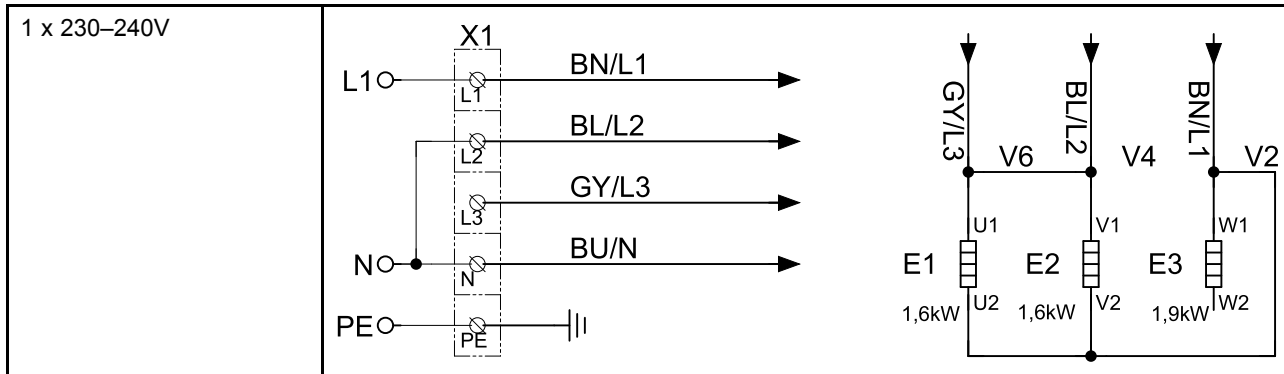 1 x 230–240V
X1
L1
L1
BN/L1
L2
BL/L2
L3
GY/L3
N
N
BU/N
PE
PE
GY/L3
BL/L2
BN/L1
V6
V4
V2
U1
V1
W1
E1
E2
E3
1,6kW
U2
1,6kW
V2
1,9kW
W2